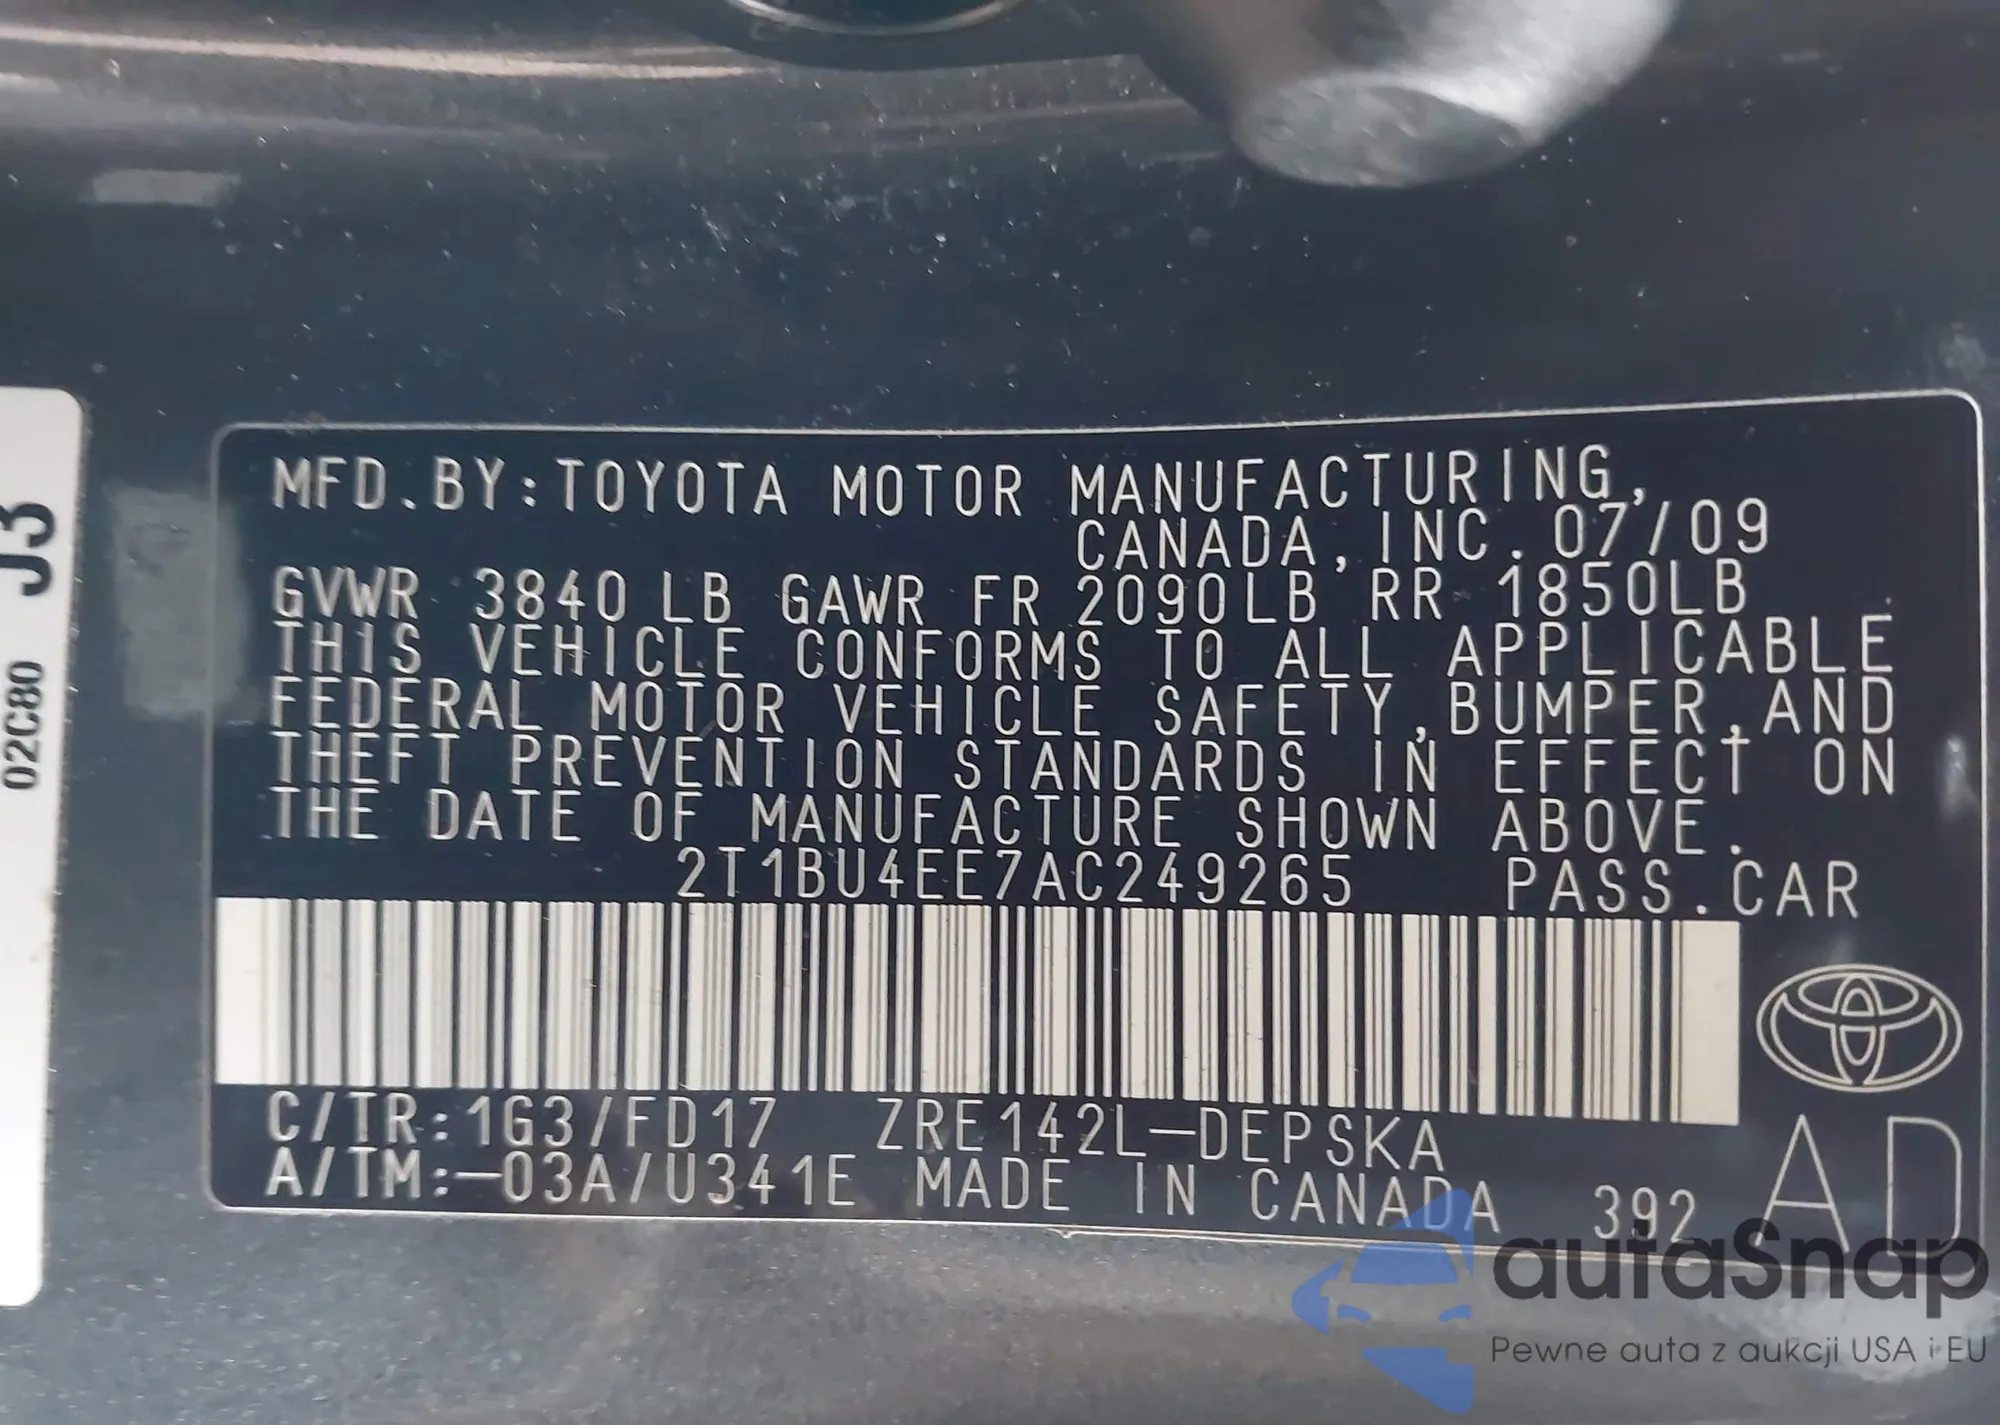 MFD.BY:TOYOTA MOTOR MANUFACTURING,
CANADA,INC. 07/09
GVWR 3840 LB GAWR FR 2090LB RR 1850LB
THIS VEHICLE CONFORMS TO ALL APPLICABLE
FEDERAL MOTOR VEHICLE SAFETY,BUMPER,AND
THEFT PREVENTION STANDARDS IN EFFECT ON
THE DATE OF MANUFACTURE SHOWN ABOVE.
2T1BU4EE7AC249265 PASS.CAR
C/TR:1G3/FD17 ZRE142L-DEPSKA
A/TM:-03A/U341E MADE IN CANADA 392
AD
J3
02C80
autaSnap
Pewne auta z aukcji USA i EU